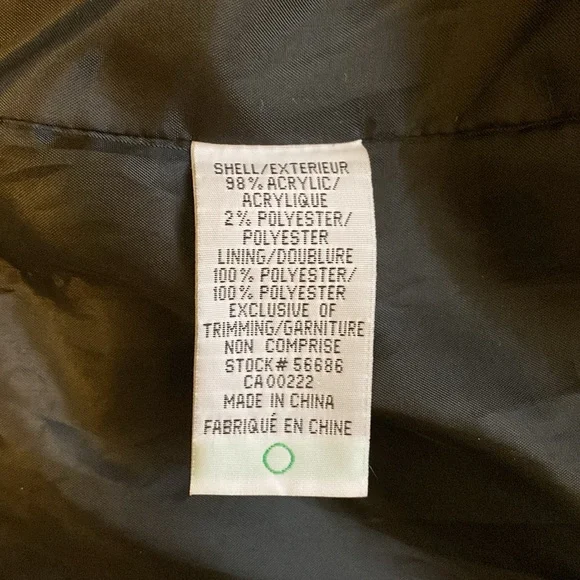 SHELL/EXTERIEUR
98% ACRYLIC/
ACRYLIQUE
2% POLYESTER/
POLYESTER
LINING/DOUBLURE
100% POLYESTER/
100% POLYESTER
EXCLUSIVE OF
TRIMMING/GARNITURE
NON COMPRISE
STOCK# 56686
CA00222
MADE IN CHINA
FABRIQUÉ EN CHINE